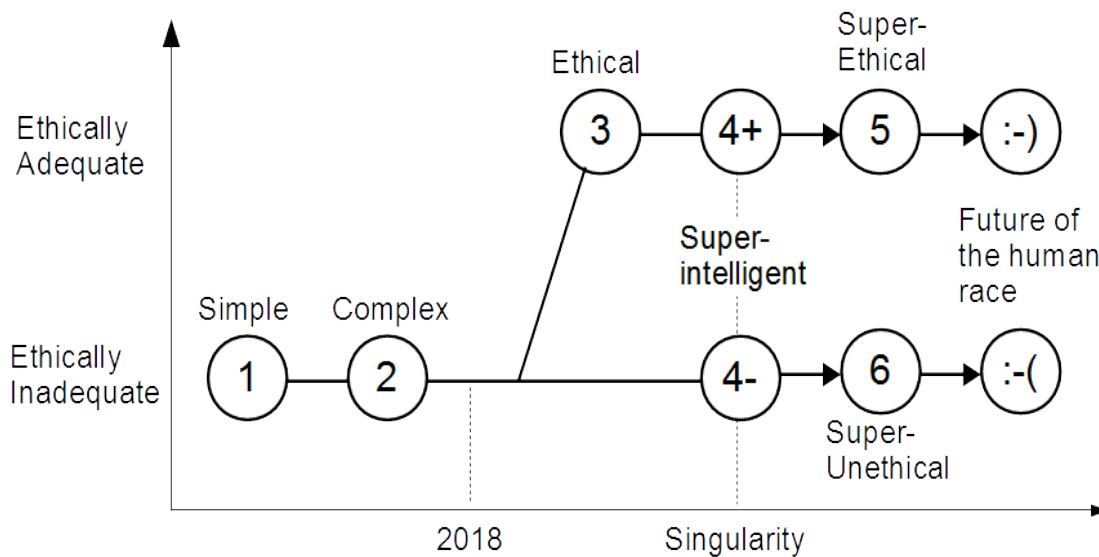 Super-
Ethical
Ethical
Ethically
Adequate
3
4+
5
:-)
Super-
intelligent
Future of
the human
race
Simple
Complex
Ethically
Inadequate
1
2
4-
6
:-(
Super-
Unethical
2018
Singularity